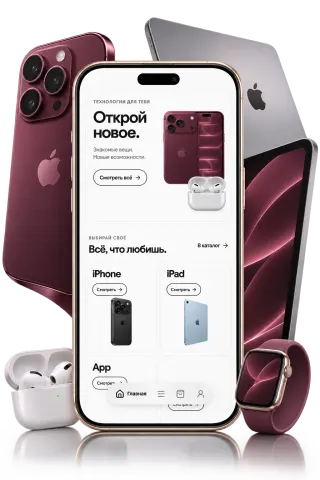 ТЕХНОЛОГИИ ДЛЯ ТЕБЯ
Открой
новое.
Знакомые вещи.
Новые возможности.
Смотреть всё →
ВЫБИРАЙ СВОЁ
Всё, что любишь.
В каталог →
iPhone
iPad
Смотреть →
Смотреть →
App
Главная